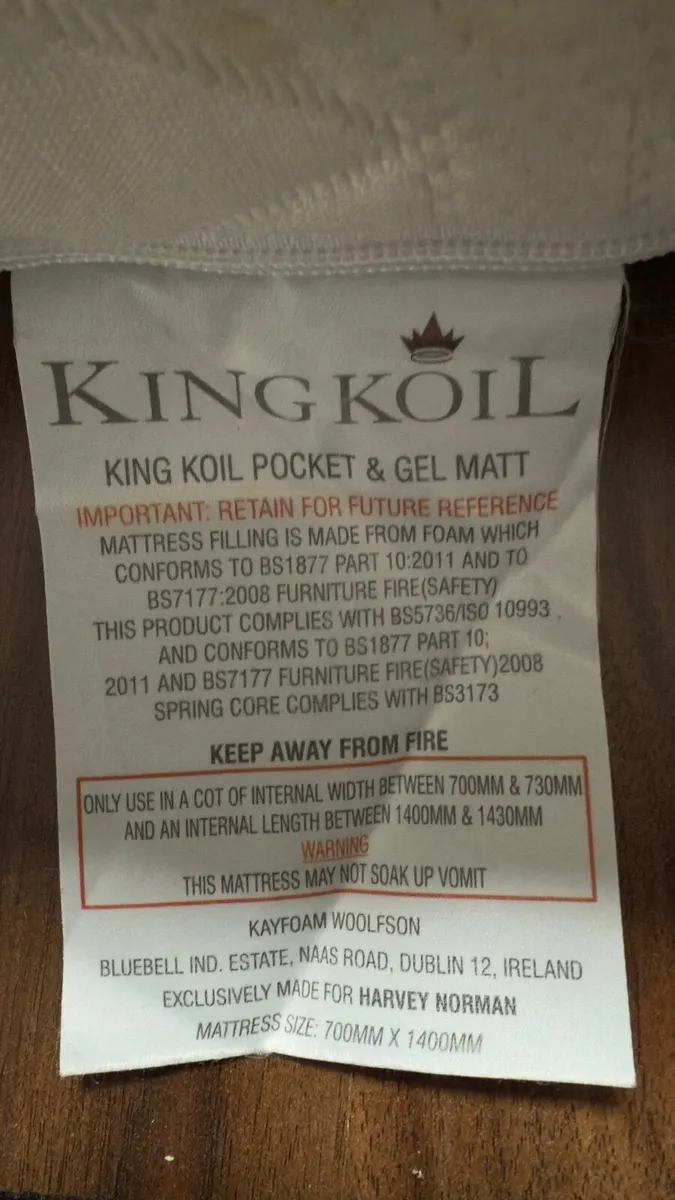 KING KOIL
KING KOIL POCKET & GEL MATT
IMPORTANT: RETAIN FOR FUTURE REFERENCE
MATTRESS FILLING IS MADE FROM FOAM WHICH
CONFORMS TO BS1877 PART 10:2011 AND TO
BS7177:2008 FURNITURE FIRE(SAFETY)
THIS PRODUCT COMPLIES WITH BS5736/ISO 10993 .
AND CONFORMS TO BS1877 PART 10;
2011 AND BS7177 FURNITURE FIRE(SAFETY)2008
SPRING CORE COMPLIES WITH BS3173
KEEP AWAY FROM FIRE
ONLY USE IN A COT OF INTERNAL WIDTH BETWEEN 700MM & 730MM
AND AN INTERNAL LENGTH BETWEEN 1400MM & 1430MM
WARNING
THIS MATTRESS MAY NOT SOAK UP VOMIT
KAYFOAM WOOLFSON
BLUEBELL IND. ESTATE, NAAS ROAD, DUBLIN 12, IRELAND
EXCLUSIVELY MADE FOR HARVEY NORMAN
MATTRESS SIZE: 700MM X 1400MM